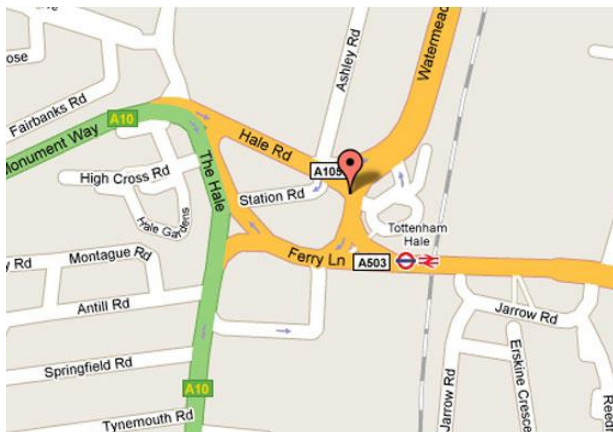 ose
Fairbanks Rd
A10
Monument Way
Ashley Rd
Watermead
Hale Rd
The Hale
High Cross Rd
Hale Gardens
Station Rd
A105
Tottenham
Hale
Ferry Ln
A503
y Rd
Montague Rd
Antill Rd
Springfield Rd
A10
Tynemouth Rd
Jarrow Rd
Jarrow Rd
Erskine Cresce
Reed